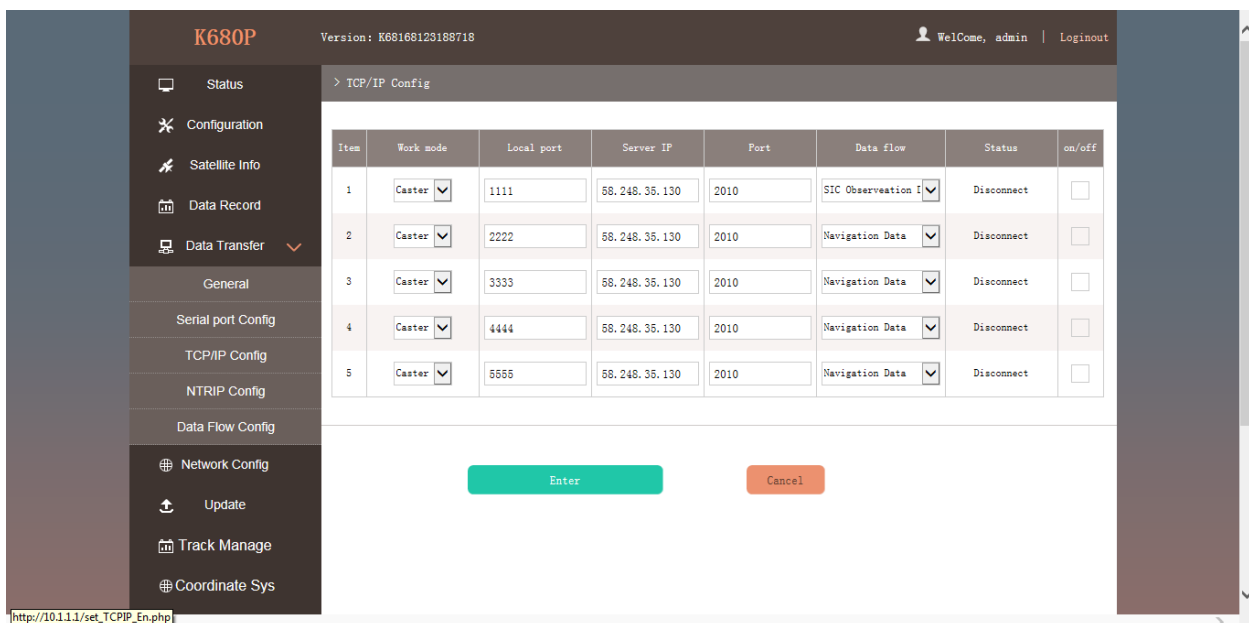 K680P
Version: K68168123188718
WelCome, admin | Loginout
Status
Configuration
Satellite Info
Data Record
Data Transfer
General
Serial port Config
TCP/IP Config
NTRIP Config
Data Flow Config
Network Config
Update
Track Manage
Coordinate Sys
> TCP/IP Config
Item Work mode Local port Server IP Port Data flow Status on/off
1 Caster 1111 58.248.35.130 2010 SIC Observeation Disconnect
2 Caster 2222 58.248.35.130 2010 Navigation Data Disconnect
3 Caster 3333 58.248.35.130 2010 Navigation Data Disconnect
4 Caster 4444 58.248.35.130 2010 Navigation Data Disconnect
5 Caster 5555 58.248.35.130 2010 Navigation Data Disconnect
Enter Cancel
http://10.1.1.1/set_TCPIP_En.php